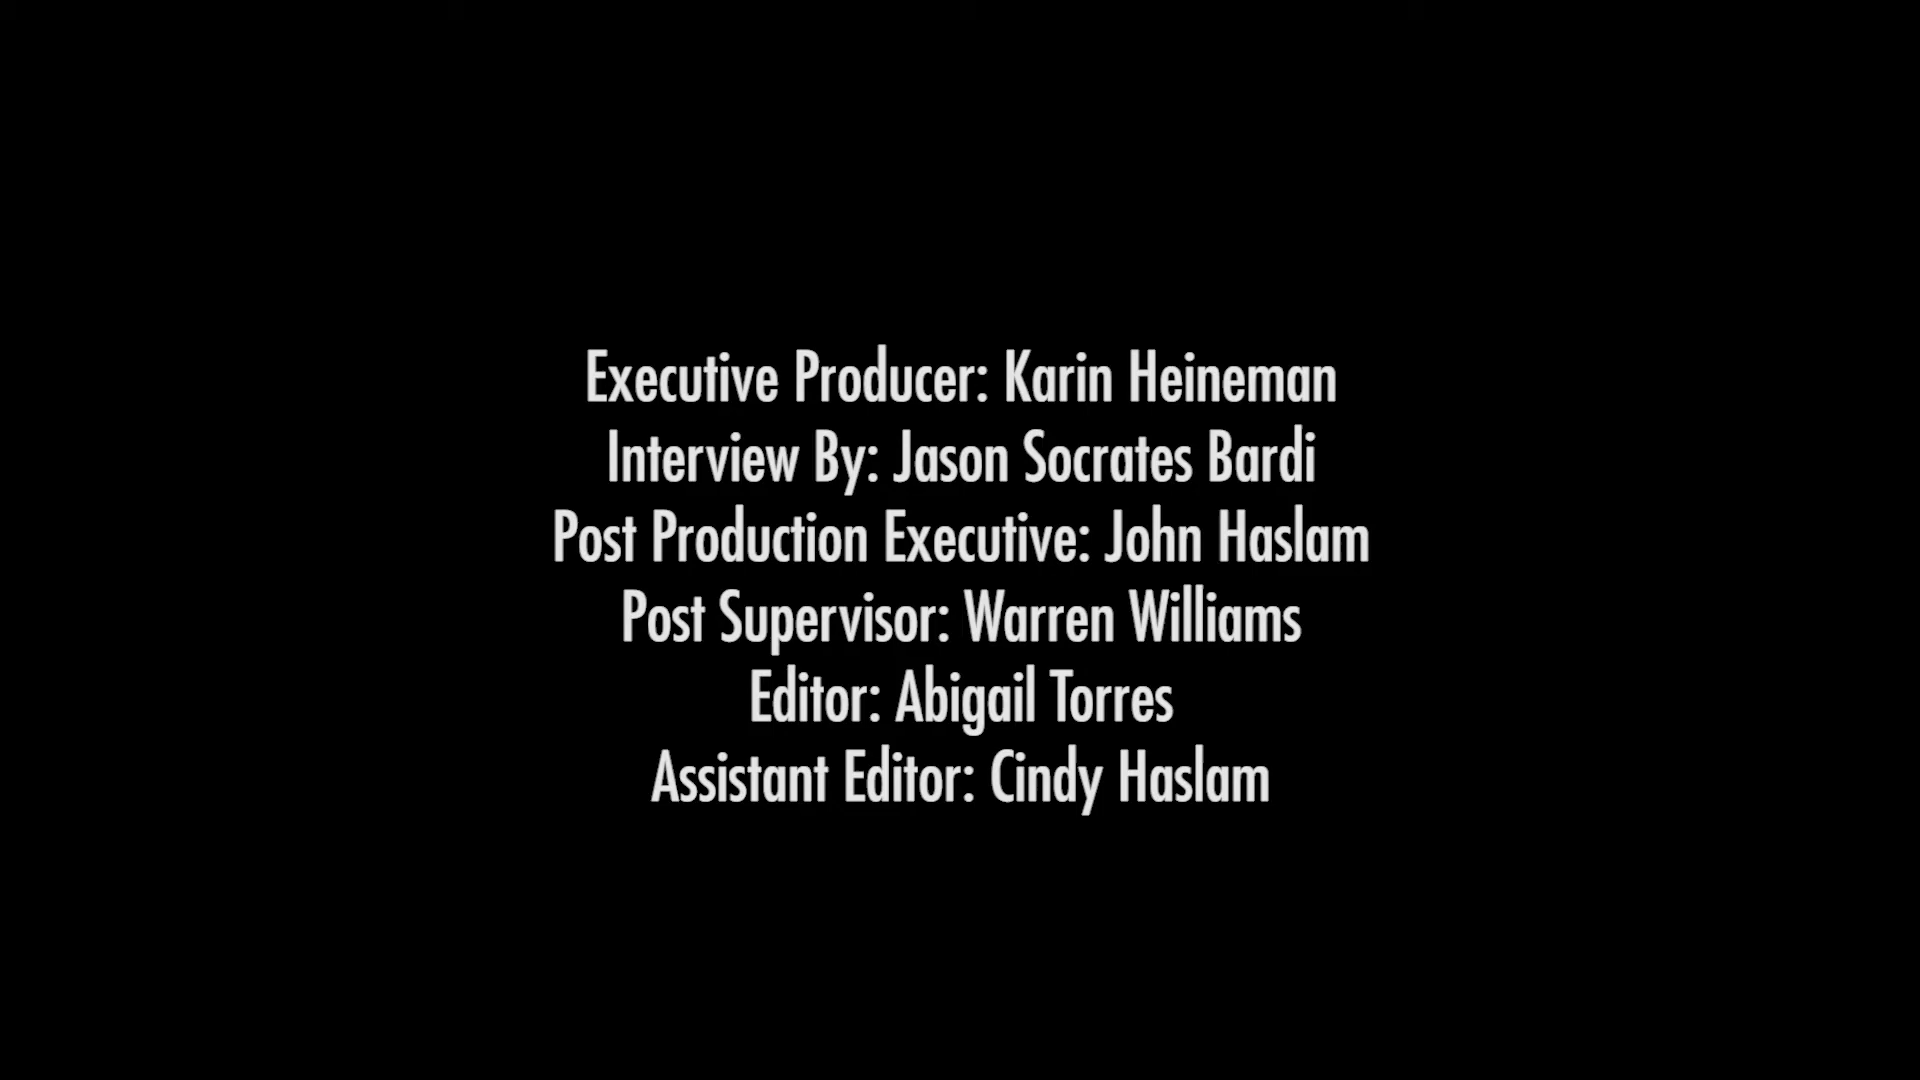 Executive Producer: Karin Heineman
Interview By: Jason Socrates Bardi
Post Production Executive: John Haslam
Post Supervisor: Warren Williams
Editor: Abigail Torres
Assistant Editor: Cindy Haslam